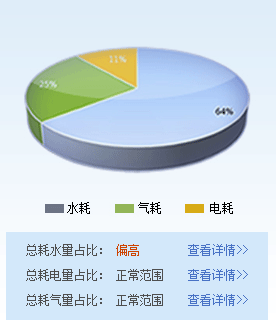 11%
25%
64%
水耗 气耗 电耗
总耗水量占比： 偏高 查看详情>>
总耗电量占比： 正常范围 查看详情>>
总耗气量占比： 正常范围 查看详情>>